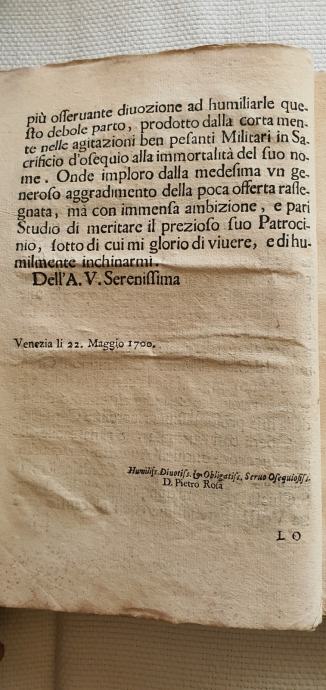 più oſſeruante diuozione ad humiliarle que-
ſto debole parto, prodotto dalla corta men-
te nelle agitazioni ben peſanti Militari in Sa-
crificio d'oſequio alla immortalità del ſuo no-
me. Onde imploro dalla medeſima vn ge-
neroſo aggradimento della poca offerta raſſe-
gnata, mà con immenſa ambizione, e pari
Studio di meritare il prezioſo ſuo Patroci-
nio, ſotto di cui mi glorio di viuere, e di hu-
milmente inchinarmi.
Dell'A. V. Sereniſſima
Venezia li 22. Maggio 1700.
Humiliſs. Diuotiſs. & Obligatiſs. Seruo Oſequioſiſs.
D. Pietro Roſa
LO